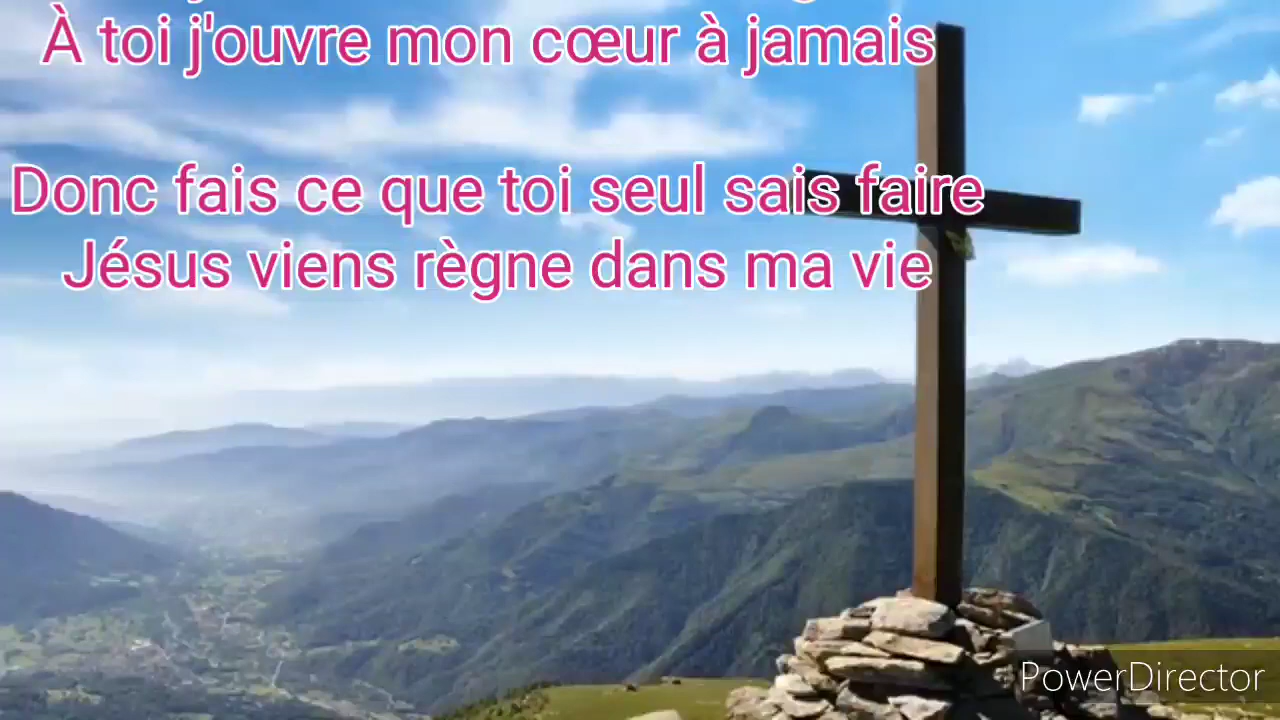 À toi j'ouvre mon cœur à jamais
Donc fais ce que toi seul sais faire
Jésus viens règne dans ma vie
PowerDirector